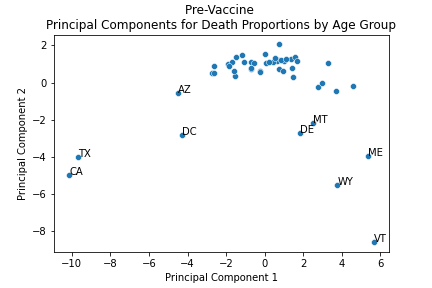 Pre-Vaccine
Principal Components for Death Proportions by Age Group
Principal Component 2
2
0
−2
−4
−6
−8
AZ
DC
MT
DE
TX
ME
CA
WY
VT
−10
−8
−6
−4
−2
0
2
4
6
Principal Component 1